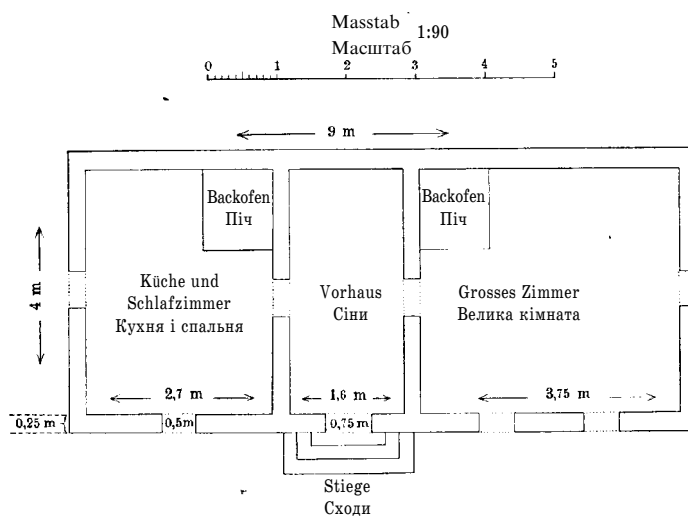 Masstab
Масштаб
1:90
0 1 2 3 4 5
9 m
Backofen
Піч
Backofen
Піч
4 m
Küche und
Schlafzimmer
Кухня і спальня
Vorhaus
Сіни
Grosses Zimmer
Велика кімната
2,7 m
1,6 m
3,75 m
0,25 m
0,5m
0,75 m
Stiege
Сходи